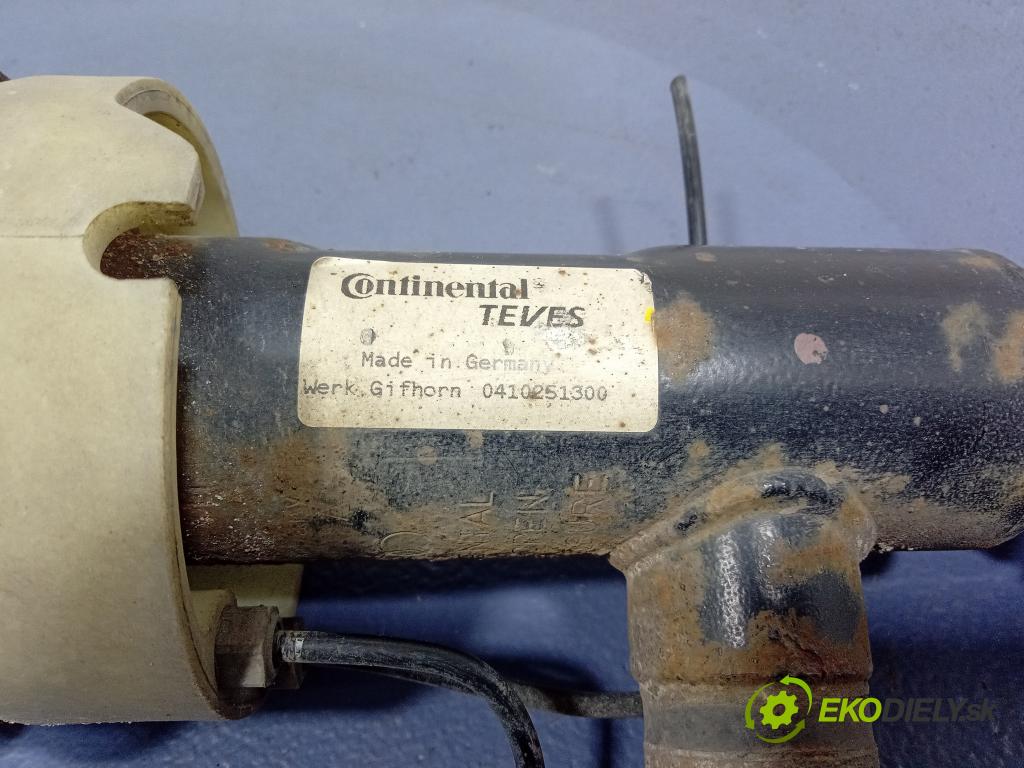 Continental
TEVES
Made in Germany
Werk Gifhorn 0410251300
EKODIELY.sk